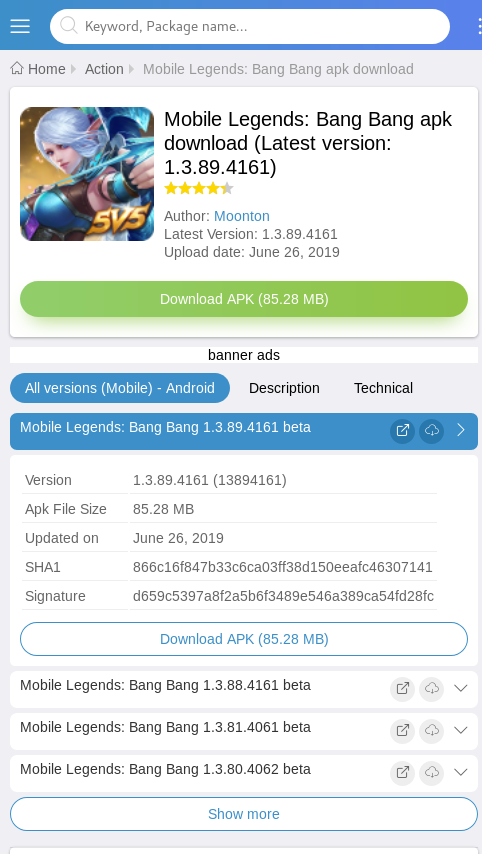 Keyword, Package name...
Home Action Mobile Legends: Bang Bang apk download
Mobile Legends: Bang Bang apk
download (Latest version:
1.3.89.4161)
5V5
Author: Moonton
Latest Version: 1.3.89.4161
Upload date: June 26, 2019
Download APK (85.28 MB)
banner ads
All versions (Mobile) - Android Description Technical
Mobile Legends: Bang Bang 1.3.89.4161 beta
Version 1.3.89.4161 (13894161)
Apk File Size 85.28 MB
Updated on June 26, 2019
SHA1 866c16f847b33c6ca03ff38d150eeafc46307141
Signature d659c5397a8f2a5b6f3489e546a389ca54fd28fc
Download APK (85.28 MB)
Mobile Legends: Bang Bang 1.3.88.4161 beta
Mobile Legends: Bang Bang 1.3.81.4061 beta
Mobile Legends: Bang Bang 1.3.80.4062 beta
Show more